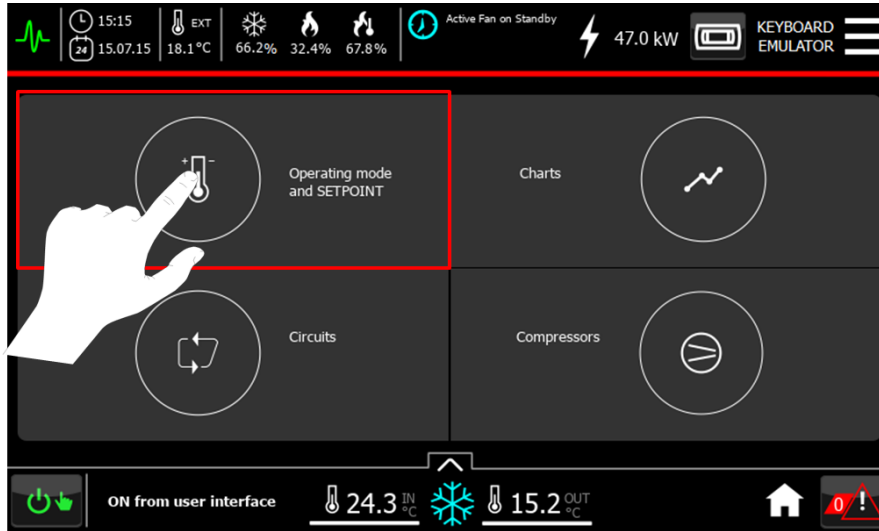 15:15
24 15.07.15
EXT
18.1°C
66.2% 32.4% 67.8%
Active Fan on Standby
47.0 kW
KEYBOARD
EMULATOR
Operating mode
and SETPOINT
Charts
Circuits
Compressors
ON from user interface
24.3 IN °C
15.2 OUT °C
0 !